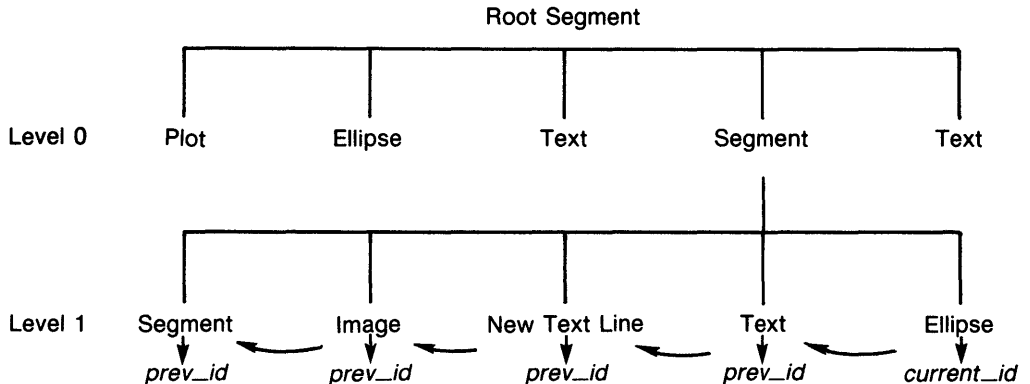 Root Segment
Level 0 Plot Ellipse Text Segment Text
Level 1 Segment Image New Text Line Text Ellipse
prev_id prev_id prev_id prev_id current_id